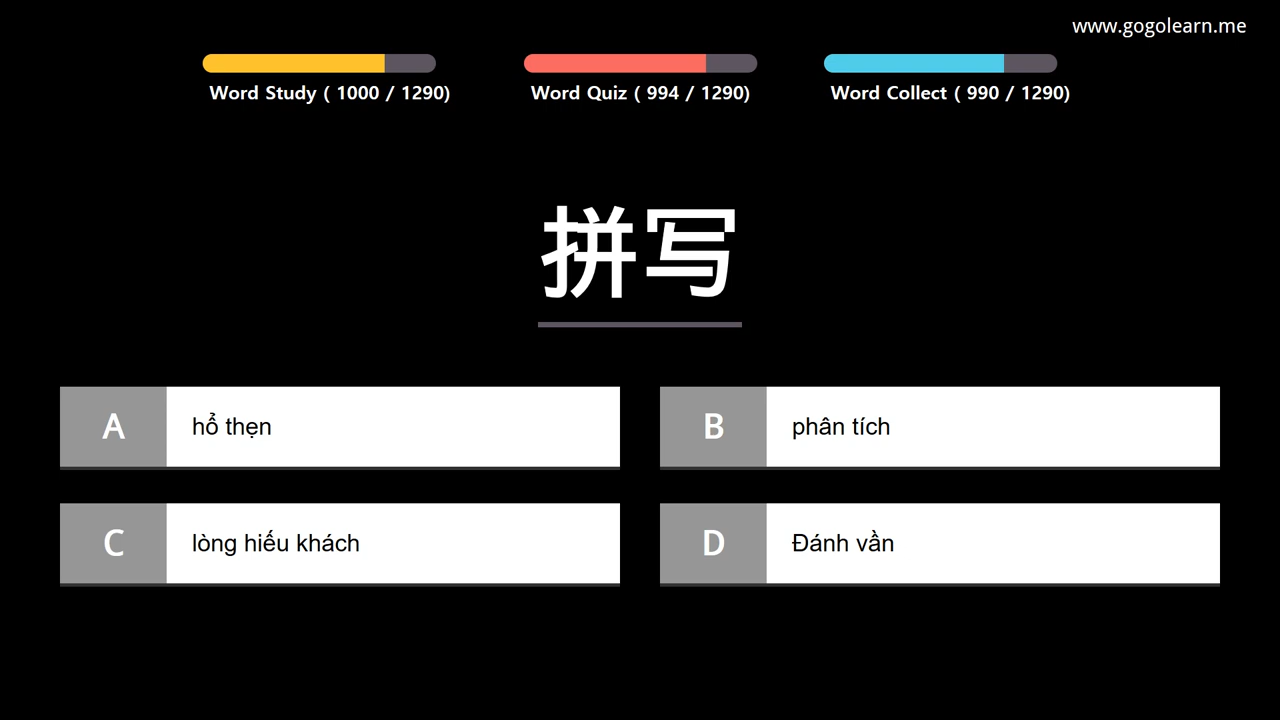 www.gogolearn.me
Word Study ( 1000 / 1290)
Word Quiz ( 994 / 1290)
Word Collect ( 990 / 1290)
拼写
A hổ thẹn
B phân tích
C lòng hiếu khách
D Đánh vần